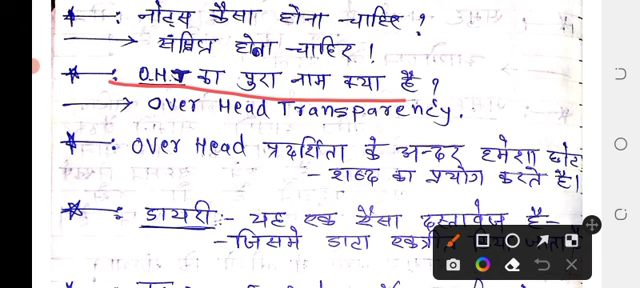 * : नोट्स कैसा होना चाहिए ?
→ संक्षिप्त होना चाहिए !
* : O.H.T का पुरा नाम क्या है ?
→ Over Head Transparency.
* : Over Head प्रदर्शिता के अन्दर हमेशा छोट
- शब्द का प्रयोग करते है।
* : डायरी :- यह एक ऐसा दस्तावेज है-
- जिसमे डाटा एकत्रीत